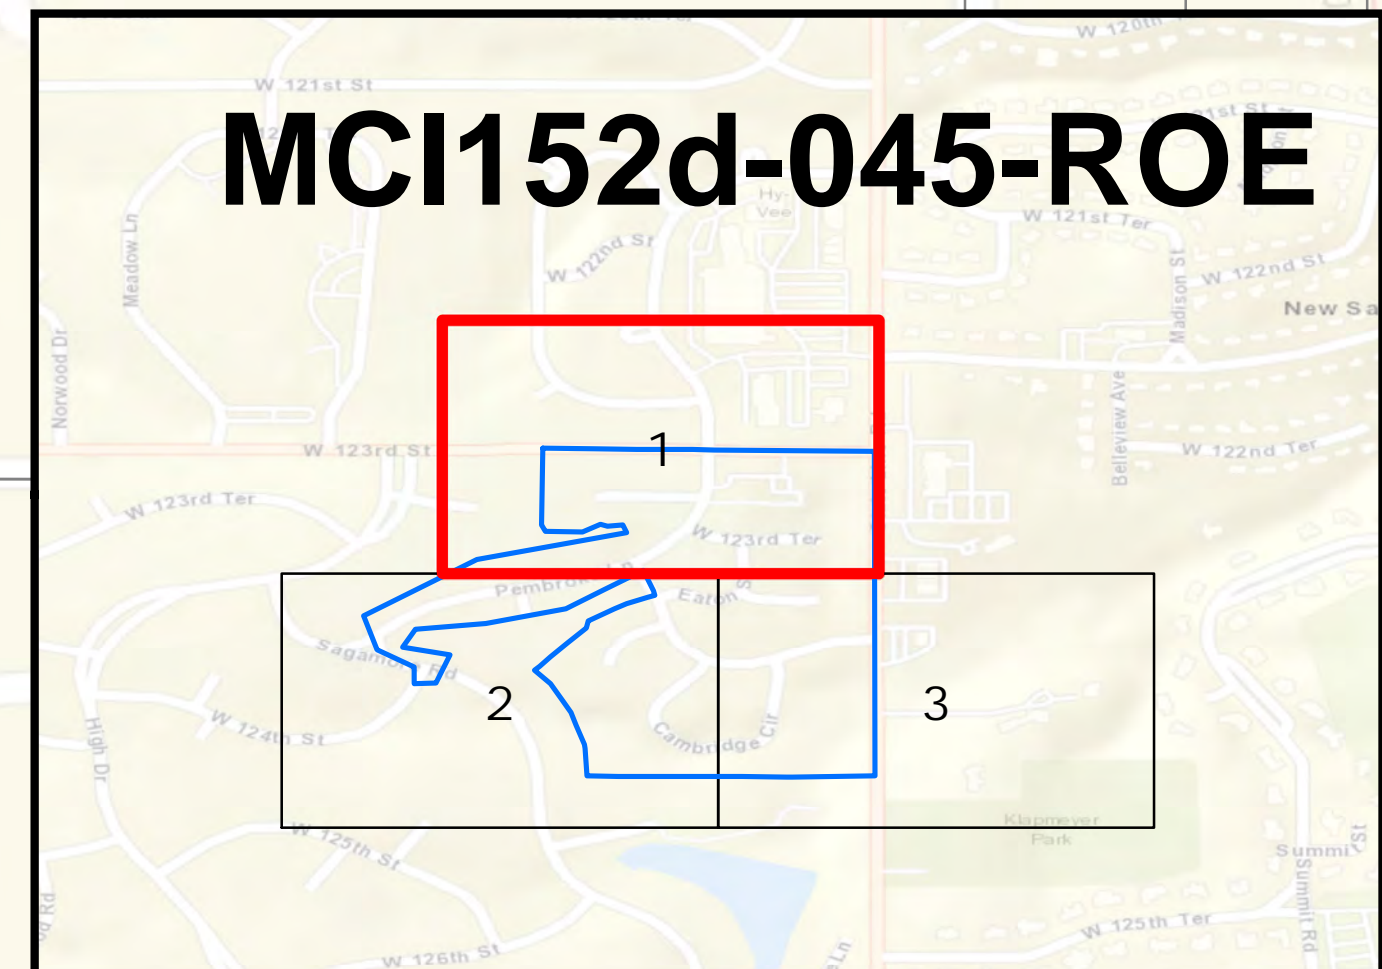 W 120th
W 121st St
MCI152d-045-ROE
Hy-
Vee
W 121st Ter
W 122nd St
W 122nd St
Meadow Ln
Madison St
New Sa
Norwood Dr
Belleview Ave
1
W 123rd St
W 122nd Ter
W 123rd Ter
W 123rd Ter
Pembroke Ln
Eaton S
Sagamore Rd
2
3
High Dr
W 124th St
Cambridge Cir
Klapmeyer
Park
W 125th St
Summit St
Summit Rd
W 125th Ter
W 126th St